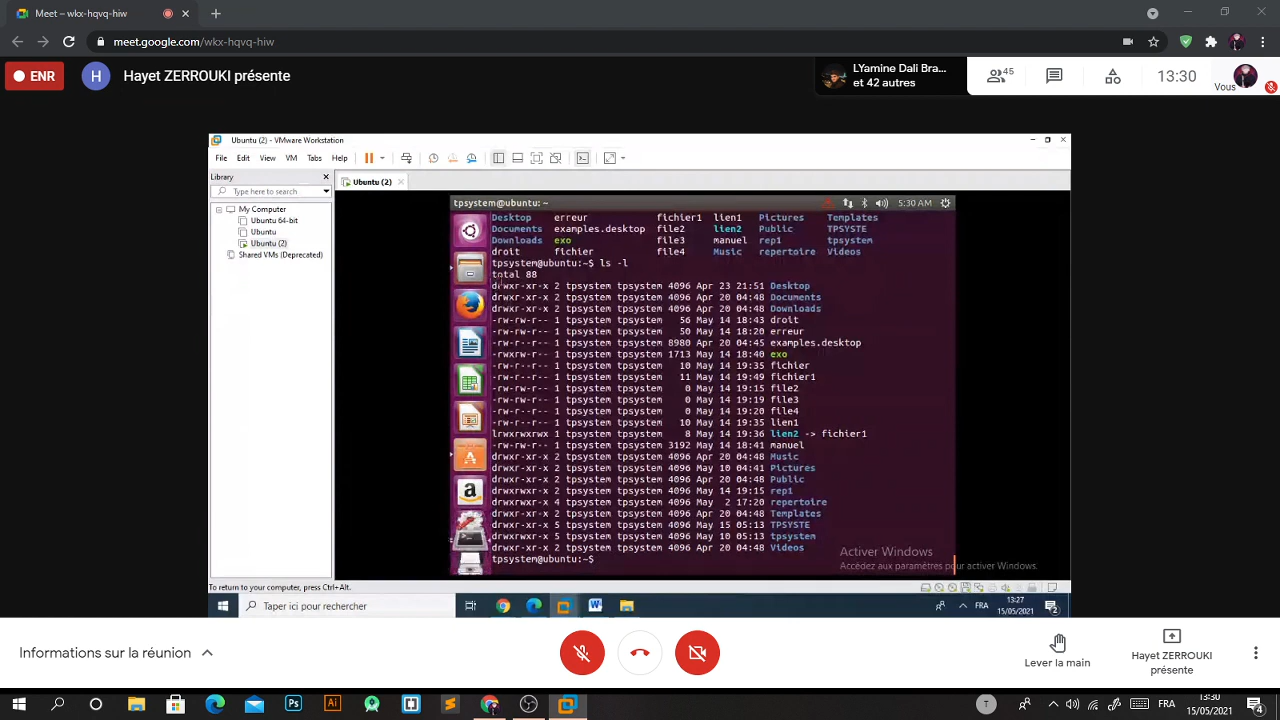 Meet – wkx-hqvq-hiw
meet.google.com/wkx-hqvq-hiw
ENR
H
Hayet ZERROUKI présente
LYamine Dali Bra...
et 42 autres
45
13:30
Vous
Ubuntu (2) - VMware Workstation
File Edit View VM Tabs Help
Library
Type here to search
My Computer
Ubuntu 64-bit
Ubuntu
Ubuntu (2)
Shared VMs (Deprecated)
Ubuntu (2)
tpsystem@ubuntu: ~
5:30 AM
Desktop erreur fichier1 lien1 Pictures Templates
Documents examples.desktop file2 lien2 Public TPSYSTE
Downloads exo file3 manuel rep1 tpsystem
droit fichier file4 Music repertoire Videos
tpsystem@ubuntu:~$ ls -l
total 88
drwxr-xr-x 2 tpsystem tpsystem 4096 Apr 23 21:51 Desktop
drwxr-xr-x 2 tpsystem tpsystem 4096 Apr 20 04:48 Documents
drwxr-xr-x 2 tpsystem tpsystem 4096 Apr 20 04:48 Downloads
-rw-rw-r-- 1 tpsystem tpsystem 56 May 14 18:43 droit
-rw-rw-r-- 1 tpsystem tpsystem 50 May 14 18:20 erreur
-rw-r--r-- 1 tpsystem tpsystem 8980 Apr 20 04:45 examples.desktop
-rwxrw-r-- 1 tpsystem tpsystem 1713 May 14 18:40 exo
-rw-r--r-- 1 tpsystem tpsystem 10 May 14 19:35 fichier
-rw-r--r-- 1 tpsystem tpsystem 11 May 14 19:49 fichier1
-rw-rw-r-- 1 tpsystem tpsystem 0 May 14 19:15 file2
-rw-r--r-- 1 tpsystem tpsystem 0 May 14 19:19 file3
-rw-r--r-- 1 tpsystem tpsystem 0 May 14 19:20 file4
-rw-r--r-- 1 tpsystem tpsystem 10 May 14 19:35 lien1
lrwxrwxrwx 1 tpsystem tpsystem 8 May 14 19:36 lien2 -> fichier1
-rw-rw-r-- 1 tpsystem tpsystem 3192 May 14 18:41 manuel
drwxr-xr-x 2 tpsystem tpsystem 4096 Apr 20 04:48 Music
drwxr-xr-x 2 tpsystem tpsystem 4096 May 10 04:41 Pictures
drwxr-xr-x 2 tpsystem tpsystem 4096 Apr 20 04:48 Public
drwxrwxr-x 2 tpsystem tpsystem 4096 May 14 19:15 rep1
drwxrwxr-x 4 tpsystem tpsystem 4096 May 2 17:20 repertoire
drwxr-xr-x 2 tpsystem tpsystem 4096 Apr 20 04:48 Templates
drwxr-xr-x 5 tpsystem tpsystem 4096 May 15 05:13 TPSYSTE
drwxrwxr-x 5 tpsystem tpsystem 4096 May 10 05:13 tpsystem
drwxr-xr-x 2 tpsystem tpsystem 4096 Apr 20 04:48 Videos
tpsystem@ubuntu:~$
Activer Windows
Accédez aux paramètres pour activer Windows.
To return to your computer, press Ctrl+Alt.
Taper ici pour rechercher
FRA
13:27
15/05/2021
2
Informations sur la réunion
Lever la main
Hayet ZERROUKI
présente
Ps
Ai
T
FRA
13:30
15/05/2021
4